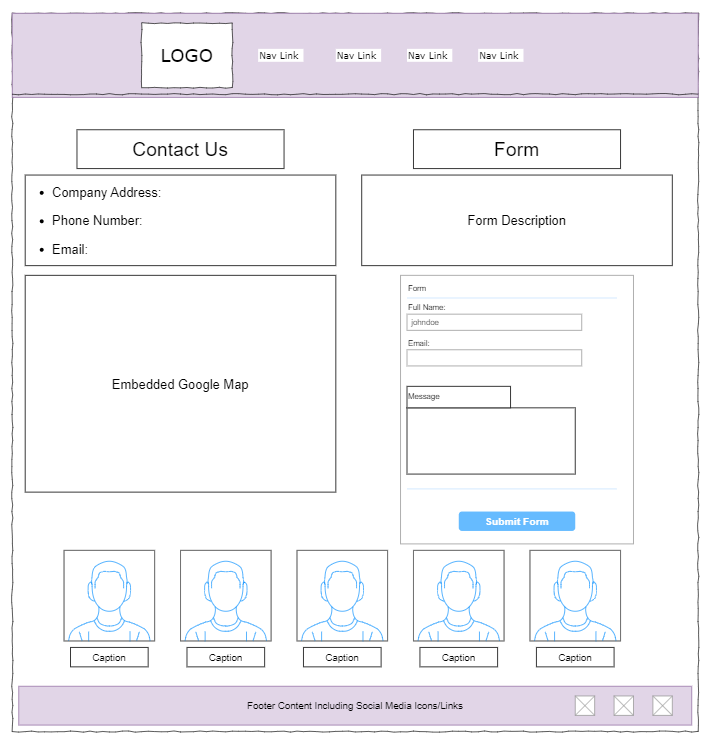 LOGO
Nav Link
Nav Link
Nav Link
Nav Link
Contact Us
Company Address:
Phone Number:
Email:
Embedded Google Map
Form
Form Description
Form
Full Name:
johndoe
Email:
Message
Submit Form
Caption
Caption
Caption
Caption
Caption
Footer Content Including Social Media Icons/Links